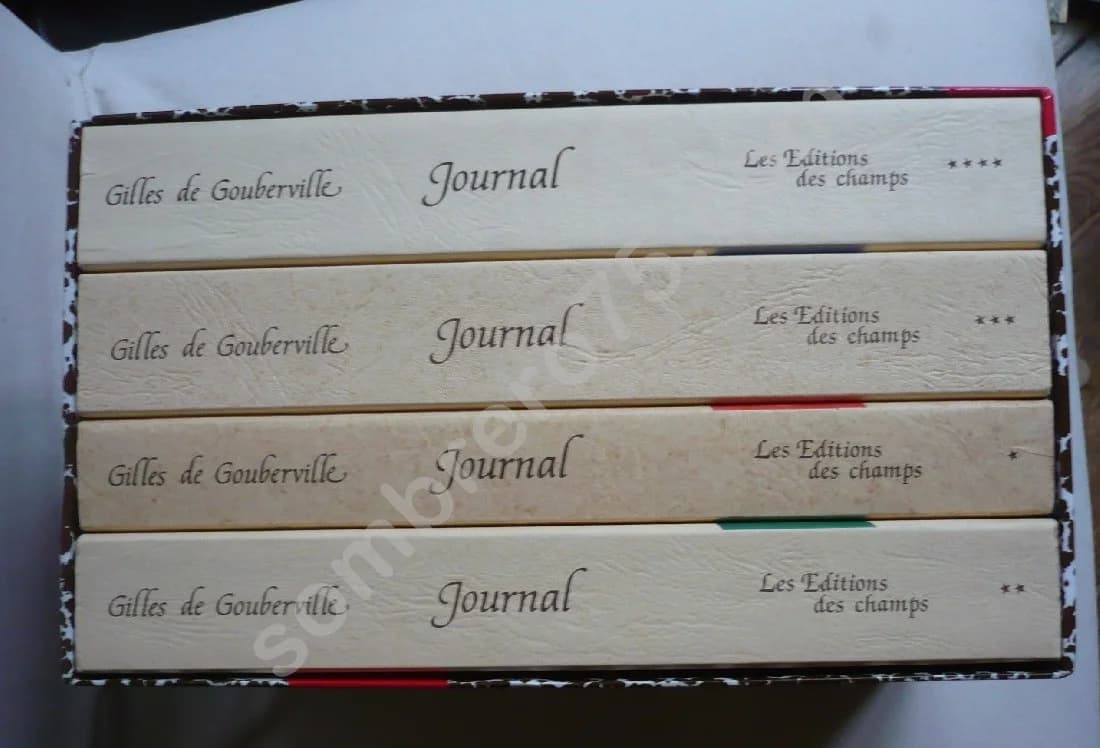 Gilles de Gouberville Journal Les Editions ★★★★
des champs
Gilles de Gouberville Journal Les Editions ★★★
des champs
Gilles de Gouberville Journal Les Editions ★
des champs
Gilles de Gouberville Journal Les Editions ★★
des champs
sombrero75.